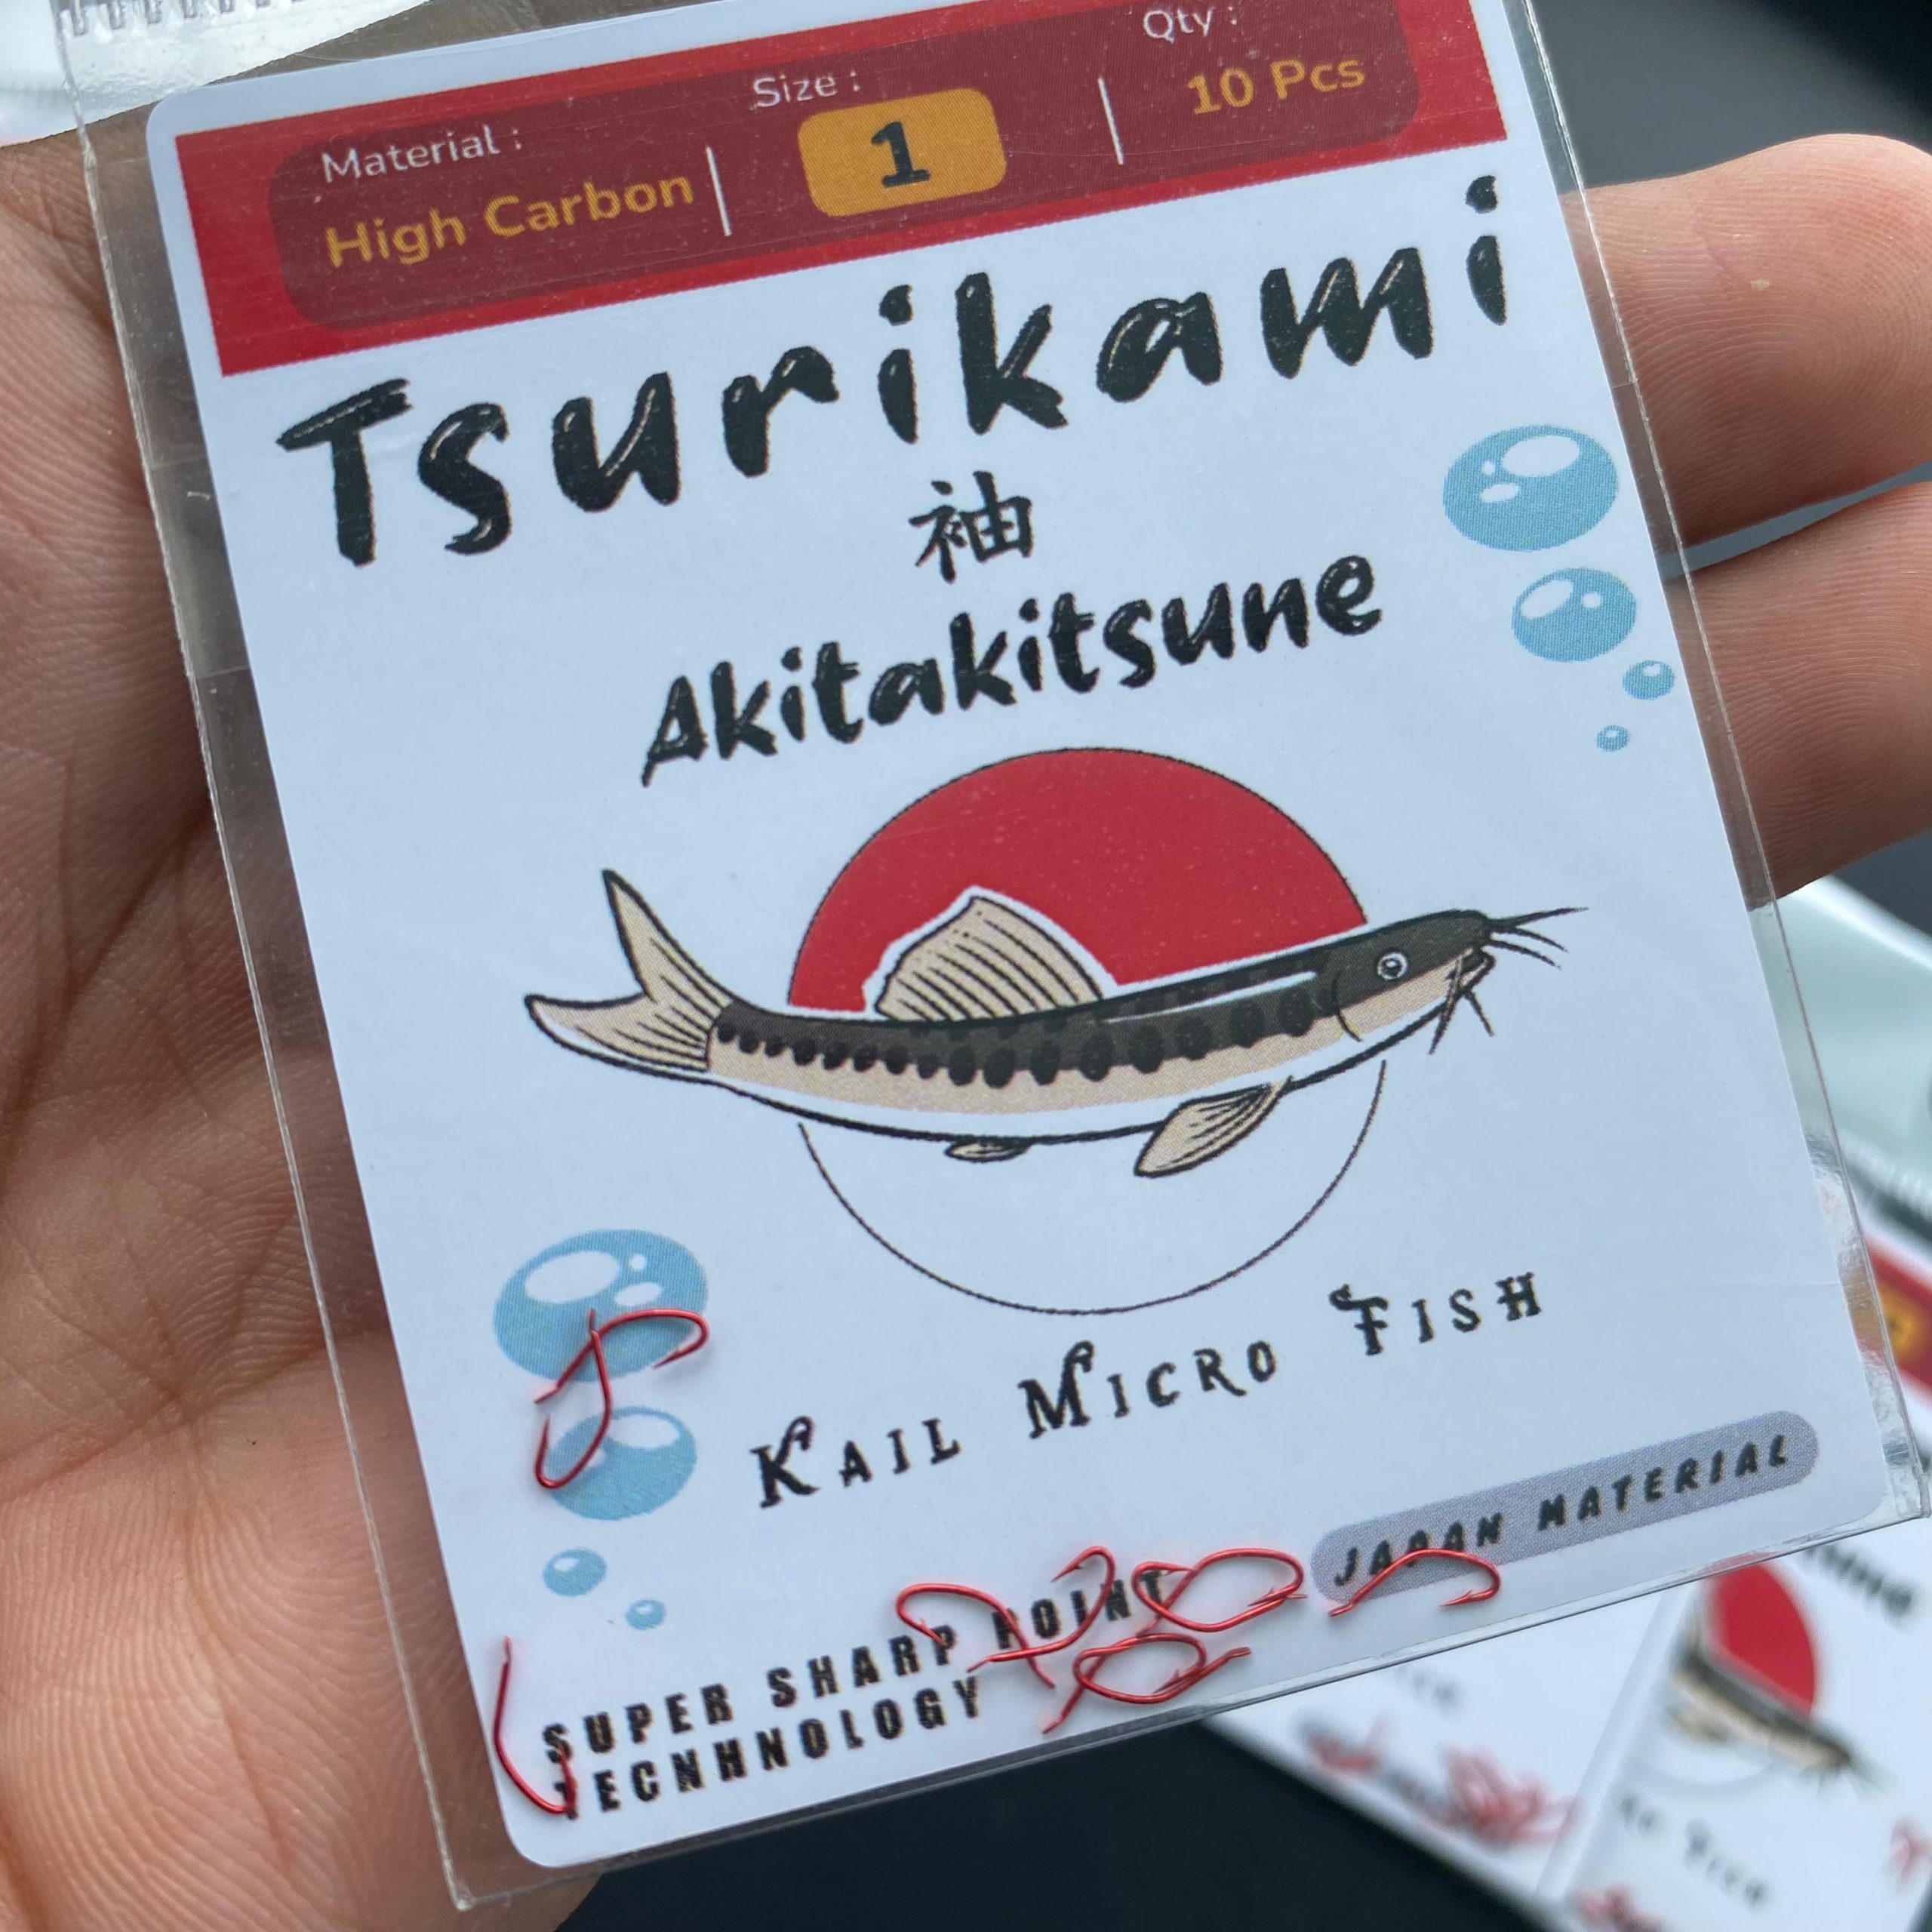 Material : Size : Qty :
High Carbon | 1 | 10 Pcs
Tsurikami
袖
Akitakitsune
Kail Micro Fish
JAPAN MATERIAL
SUPER SHARP POINT
TECNHNOLOGY